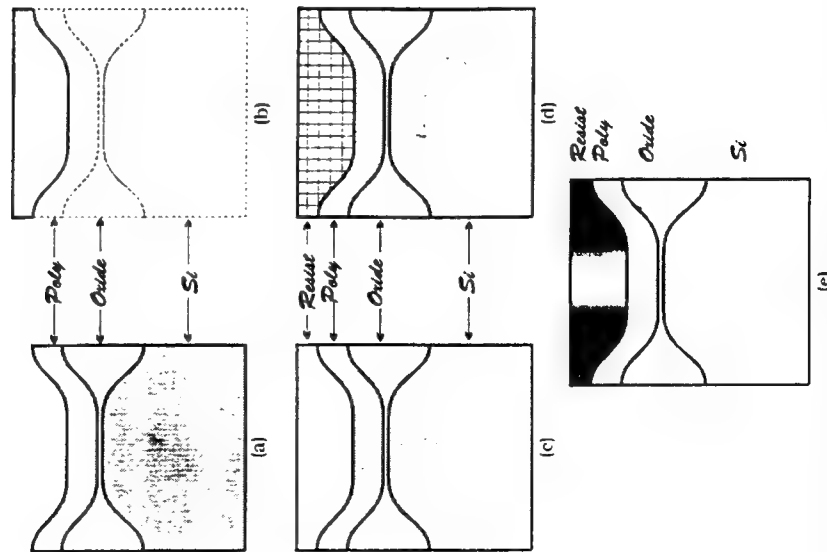 Poly
Oxide
Si
(a)
(b)
Resist
Poly
Oxide
Si
(c)
(d)
Resist
Poly
Oxide
Si
(e)